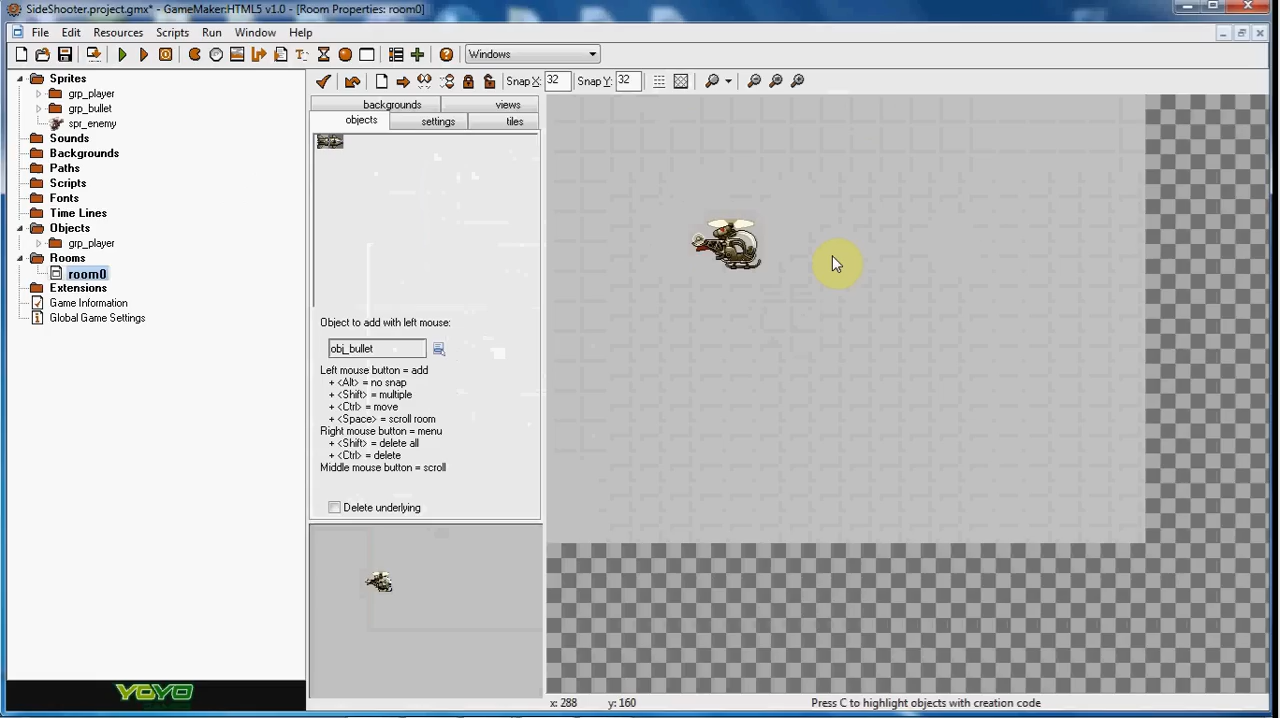 SideShooter.project.gmx* - GameMaker:HTML5 v1.0 - [Room Properties: room0]
File Edit Resources Scripts Run Window Help
Windows
Snap X: 32 Snap Y: 32
Sprites
grp_player
grp_bullet
spr_enemy
Sounds
Backgrounds
Paths
Scripts
Fonts
Time Lines
Objects
grp_player
Rooms
room0
Extensions
Game Information
Global Game Settings
YOYO
backgrounds views
objects settings tiles
Object to add with left mouse:
obj_bullet
Left mouse button = add
+ <Alt> = no snap
+ <Shift> = multiple
+ <Ctrl> = move
+ <Space> = scroll room
Right mouse button = menu
+ <Shift> = delete all
+ <Ctrl> = delete
Middle mouse button = scroll
Delete underlying
x: 288 y: 160 Press C to highlight objects with creation code